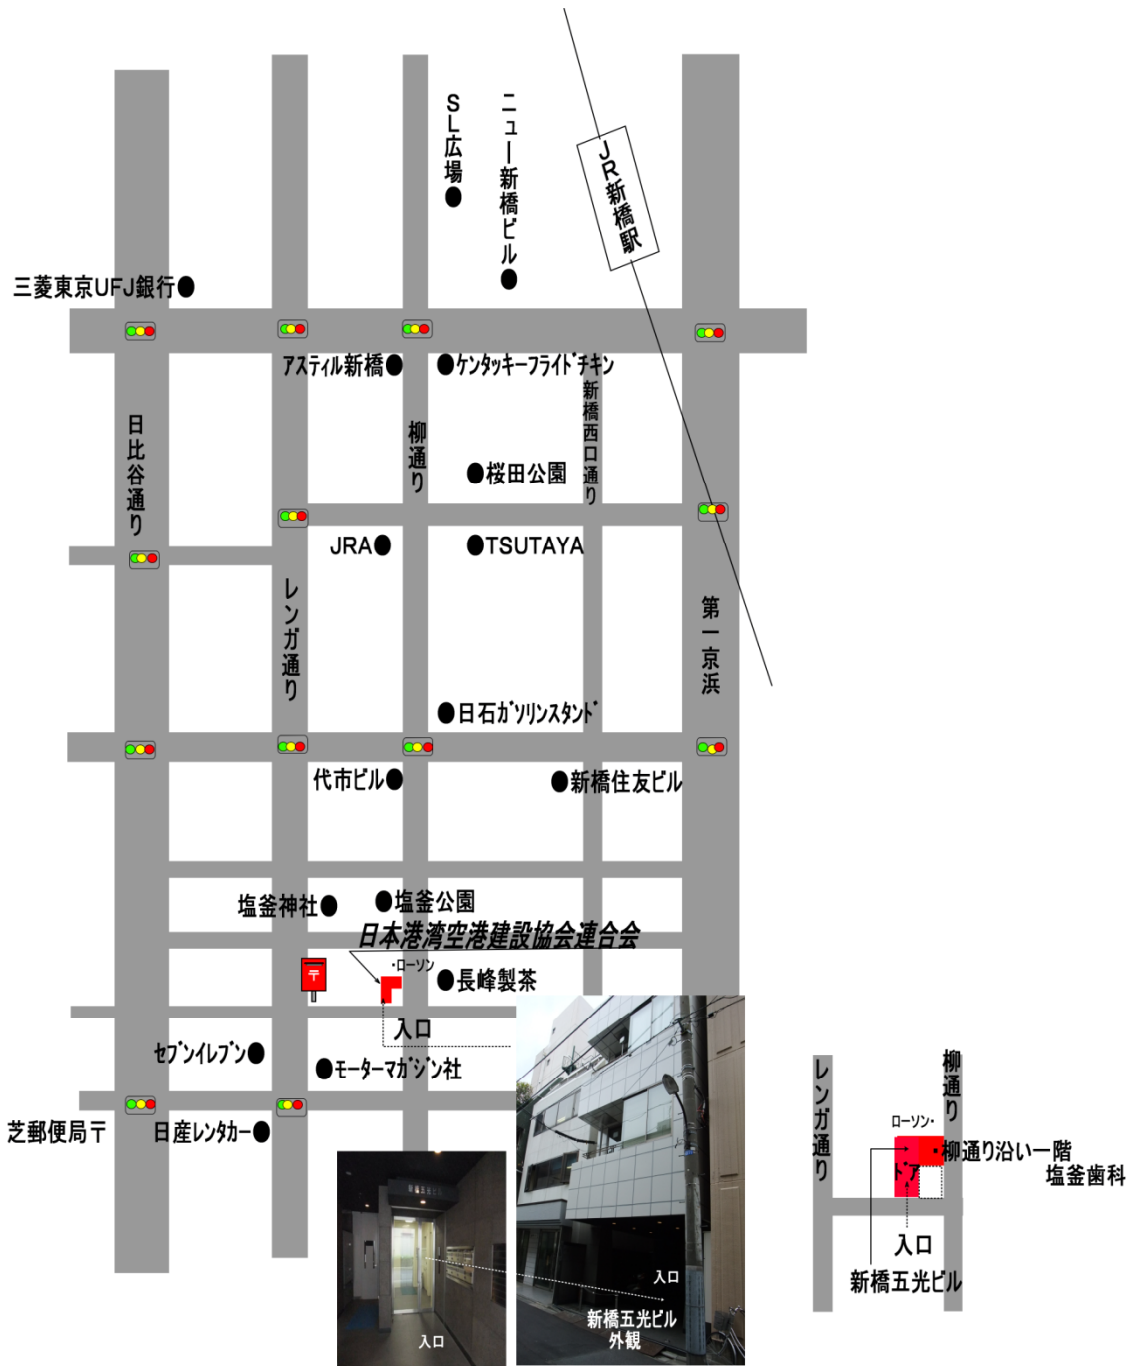 SL広場
ニュー新橋ビル
JR新橋駅
三菱東京UFJ銀行
アスティル新橋
ケンタッキーフライドチキン
日比谷通り
柳通り
新橋西口通り
桜田公園
JRA
TSUTAYA
レンガ通り
第一京浜
日石ガソリンスタンド
代市ビル
新橋住友ビル
塩釜神社
塩釜公園
日本港湾空港建設協会連合会
・ローソン
〒
長峰製茶
入口
セブンイレブン
モーターマガジン社
芝郵便局〒
日産レンタカー
新橋五光ビル
入口
入口
新橋五光ビル
外観
レンガ通り
柳通り
ローソン・
・柳通り沿い一階
塩釜歯科
ドア
入口
新橋五光ビル